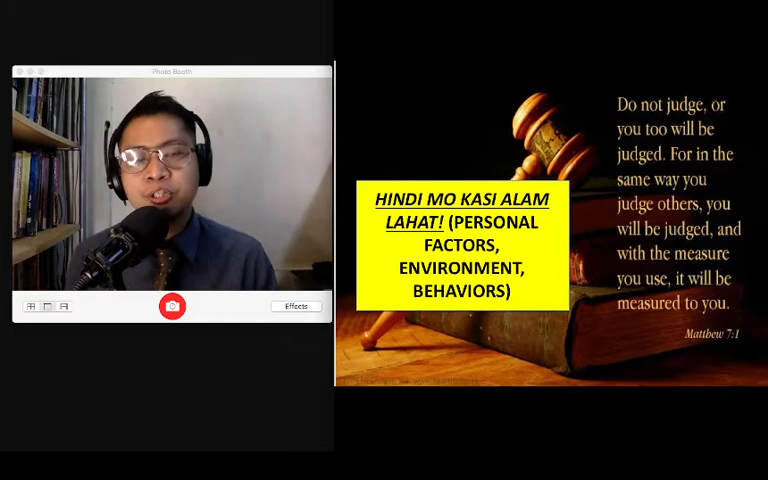 Photo Booth
Effects
HINDI MO KASI ALAM
LAHAT! (PERSONAL
FACTORS,
ENVIRONMENT,
BEHAVIORS)
Do not judge, or
you too will be
judged. For in the
same way you
judge others, you
will be judged, and
with the measure
you use, it will be
measured to you.
Matthew 7:1